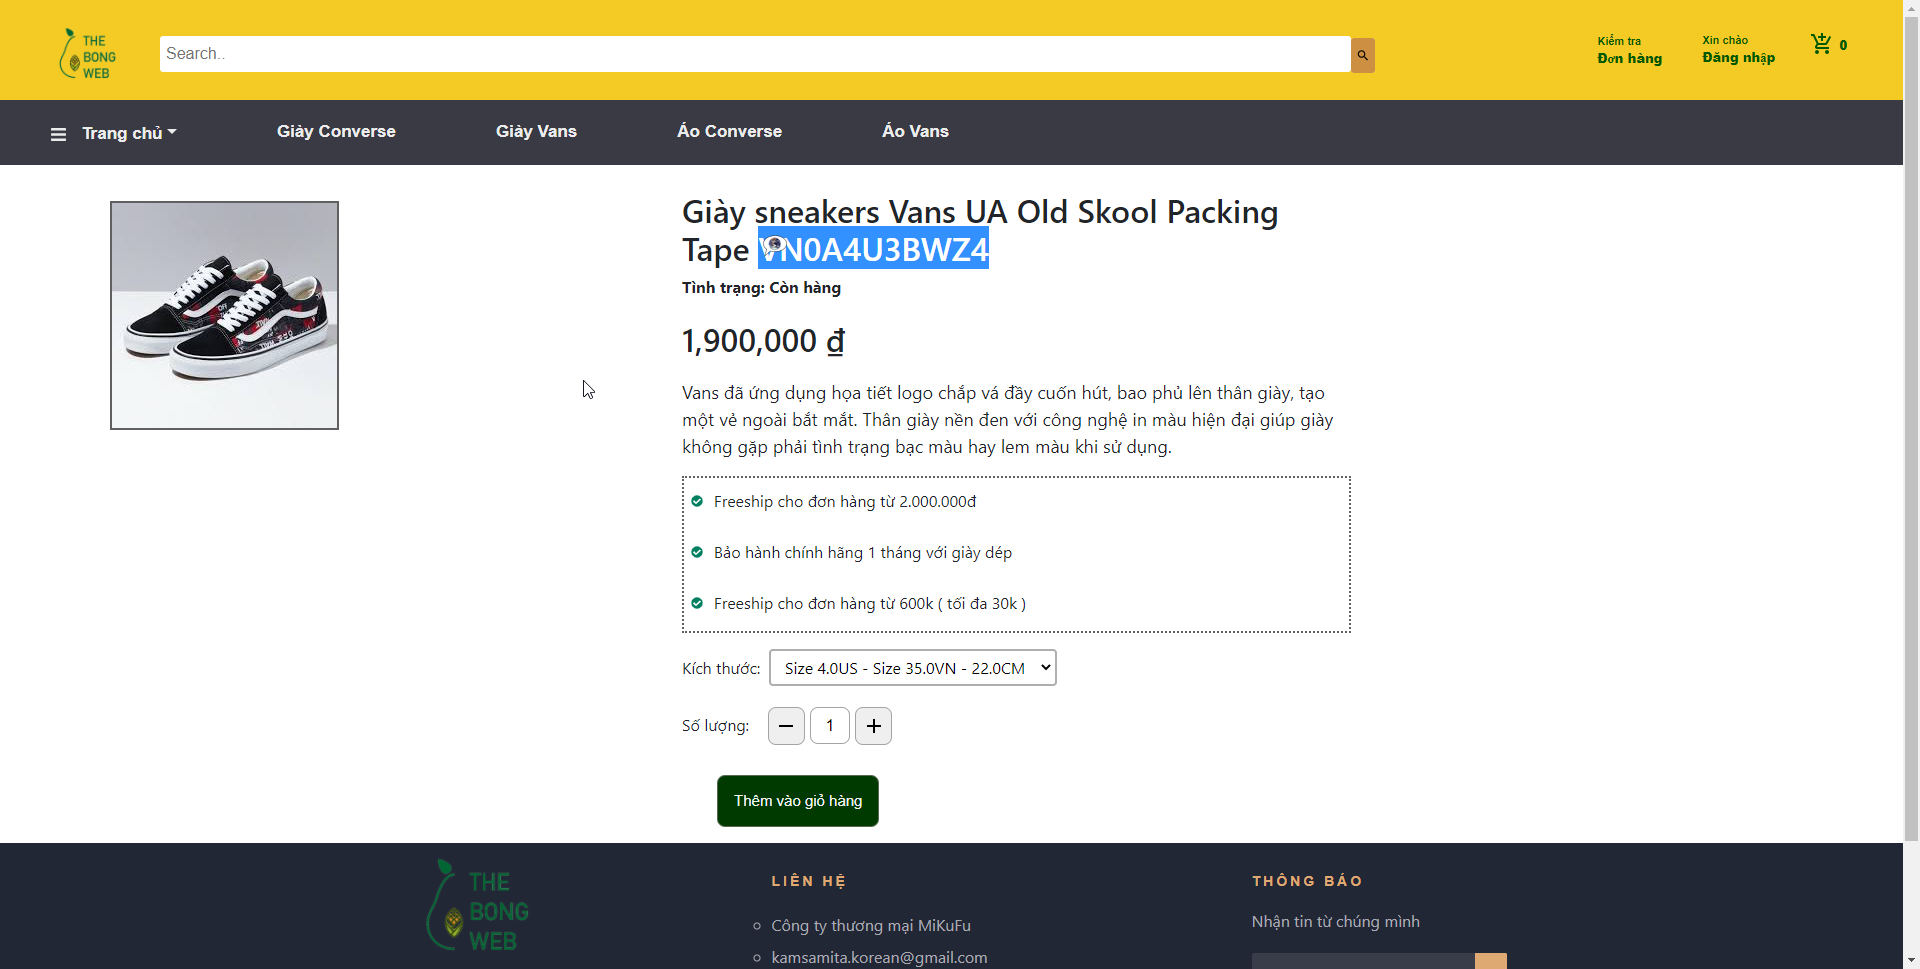 THE
BONG
WEB
Search..
Kiểm tra
Đơn hàng
Xin chào
Đăng nhập
0
Trang chủ
Giày Converse
Giày Vans
Áo Converse
Áo Vans
Giày sneakers Vans UA Old Skool Packing
Tape VN0A4U3BWZ4
Tình trạng: Còn hàng
1,900,000 ₫
Vans đã ứng dụng họa tiết logo chắp vá đầy cuốn hút, bao phủ lên thân giày, tạo
một vẻ ngoài bắt mắt. Thân giày nền đen với công nghệ in màu hiện đại giúp giày
không gặp phải tình trạng bạc màu hay lem màu khi sử dụng.
Freeship cho đơn hàng từ 2.000.000đ
Bảo hành chính hãng 1 tháng với giày dép
Freeship cho đơn hàng từ 600k ( tối đa 30k )
Kích thước: Size 4.0US - Size 35.0VN - 22.0CM
Số lượng: 1
Thêm vào giỏ hàng
THE
BONG
WEB
LIÊN HỆ
Công ty thương mại MiKuFu
kamsamita.korean@gmail.com
THÔNG BÁO
Nhận tin từ chúng mình